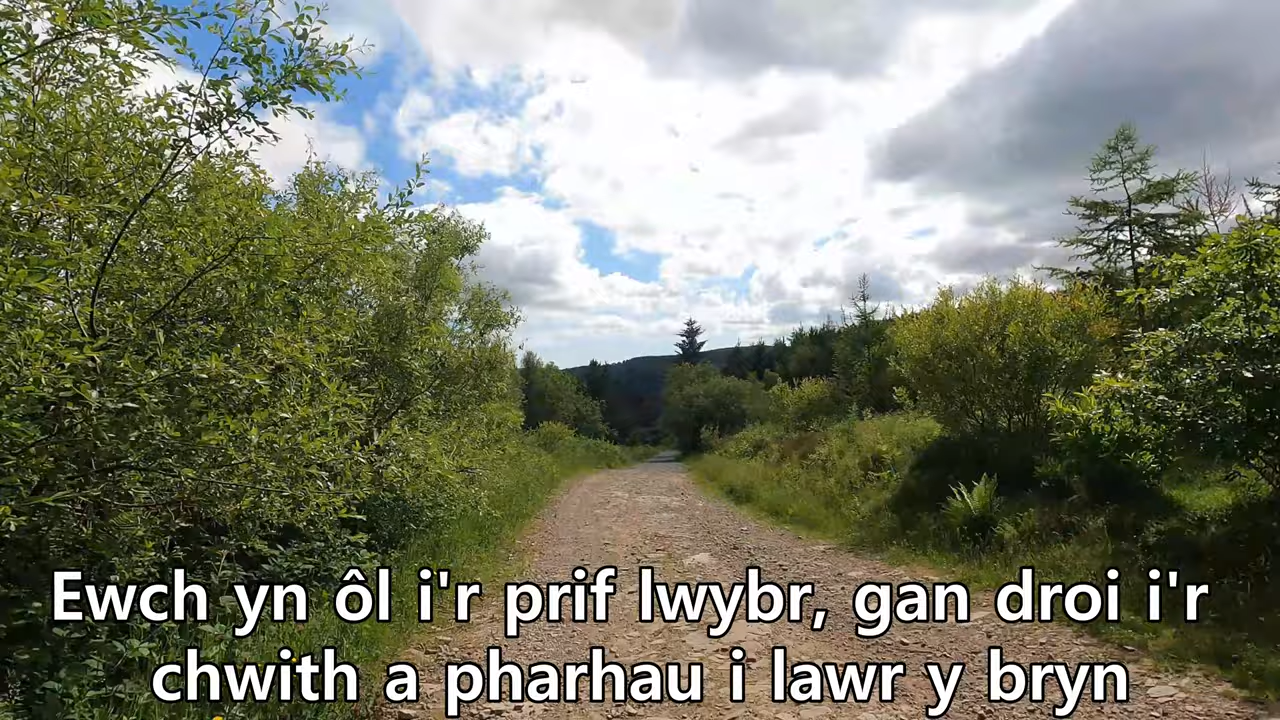 Ewch yn ôl i'r prif lwybr, gan droi i'r
chwith a pharhau i lawr y bryn